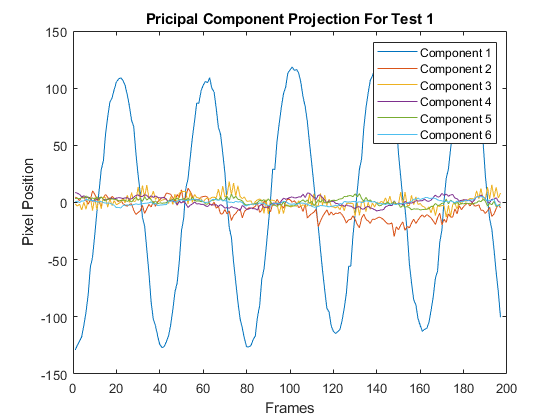 Pricipal Component Projection For Test 1
150
100
50
0
-50
-100
-150
Pixel Position
0 20 40 60 80 100 120 140 160 180 200
Frames
Component 1
Component 2
Component 3
Component 4
Component 5
Component 6